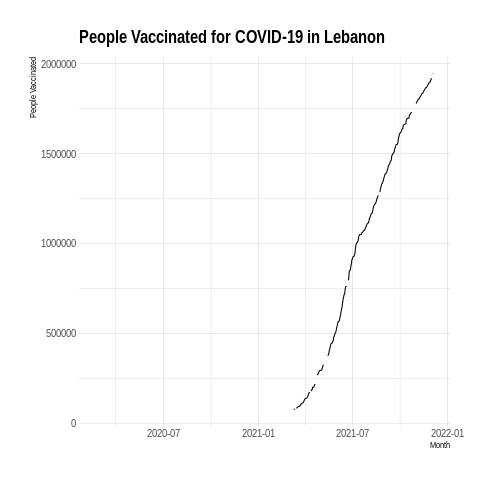 People Vaccinated for COVID-19 in Lebanon
People Vaccinated
2000000
1500000
1000000
500000
0
2020-07 2021-01 2021-07 2022-01
Month